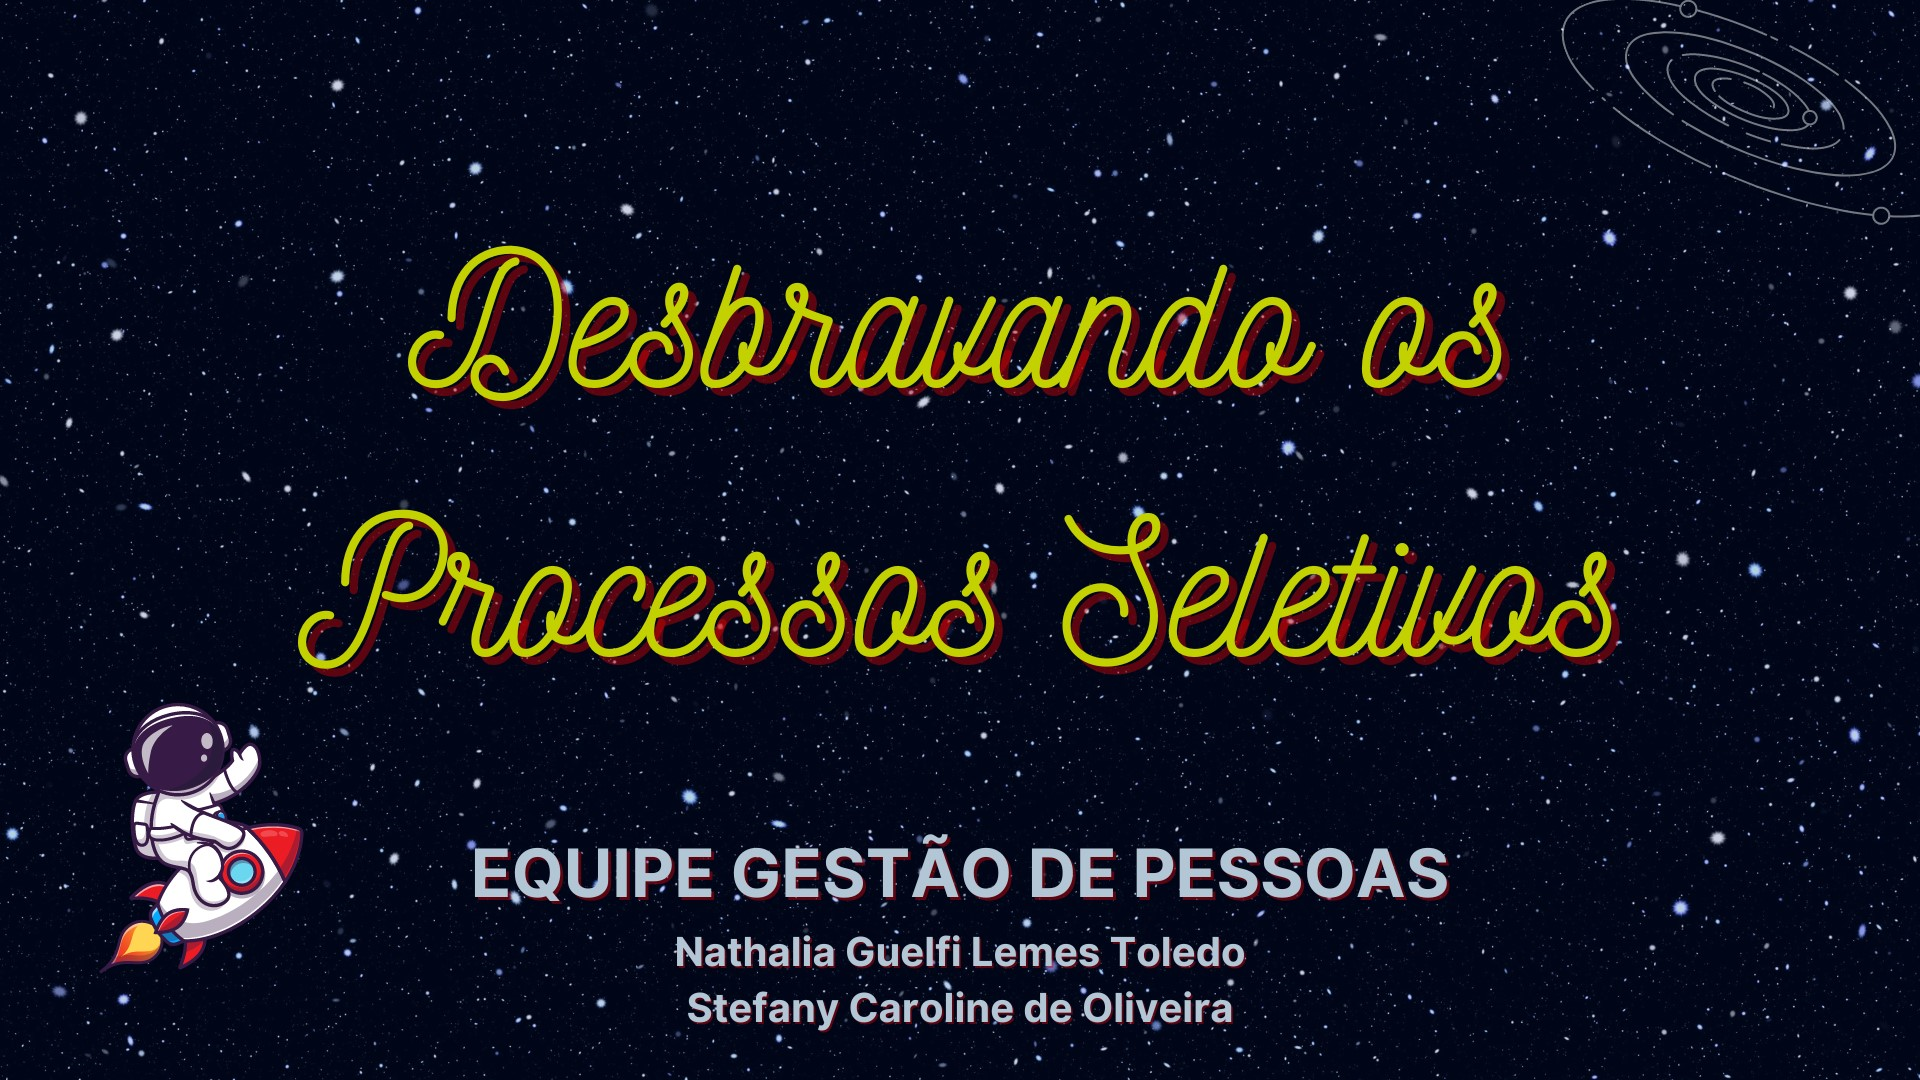 Desbravando os
Processos Seletivos
EQUIPE GESTÃO DE PESSOAS
Nathalia Guelfi Lemes Toledo
Stefany Caroline de Oliveira